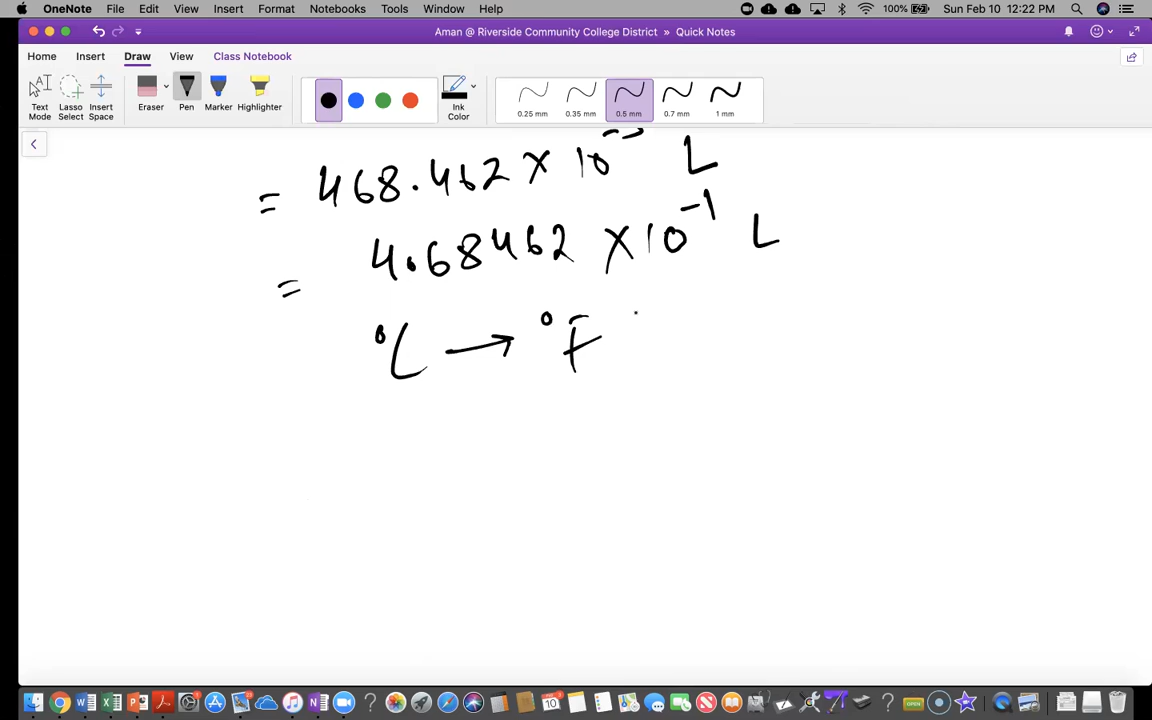 OneNote File Edit View Insert Format Notebooks Tools Window Help 100% Sun Feb 10 12:22 PM
Aman @ Riverside Community College District » Quick Notes
Home Insert Draw View Class Notebook
Text Mode Lasso Select Insert Space Eraser Pen Marker Highlighter Ink Color 0.25 mm 0.35 mm 0.5 mm 0.7 mm 1 mm
= 468.462 × 10 L
= 4.68462 × 10⁻¹ L
°C → °F